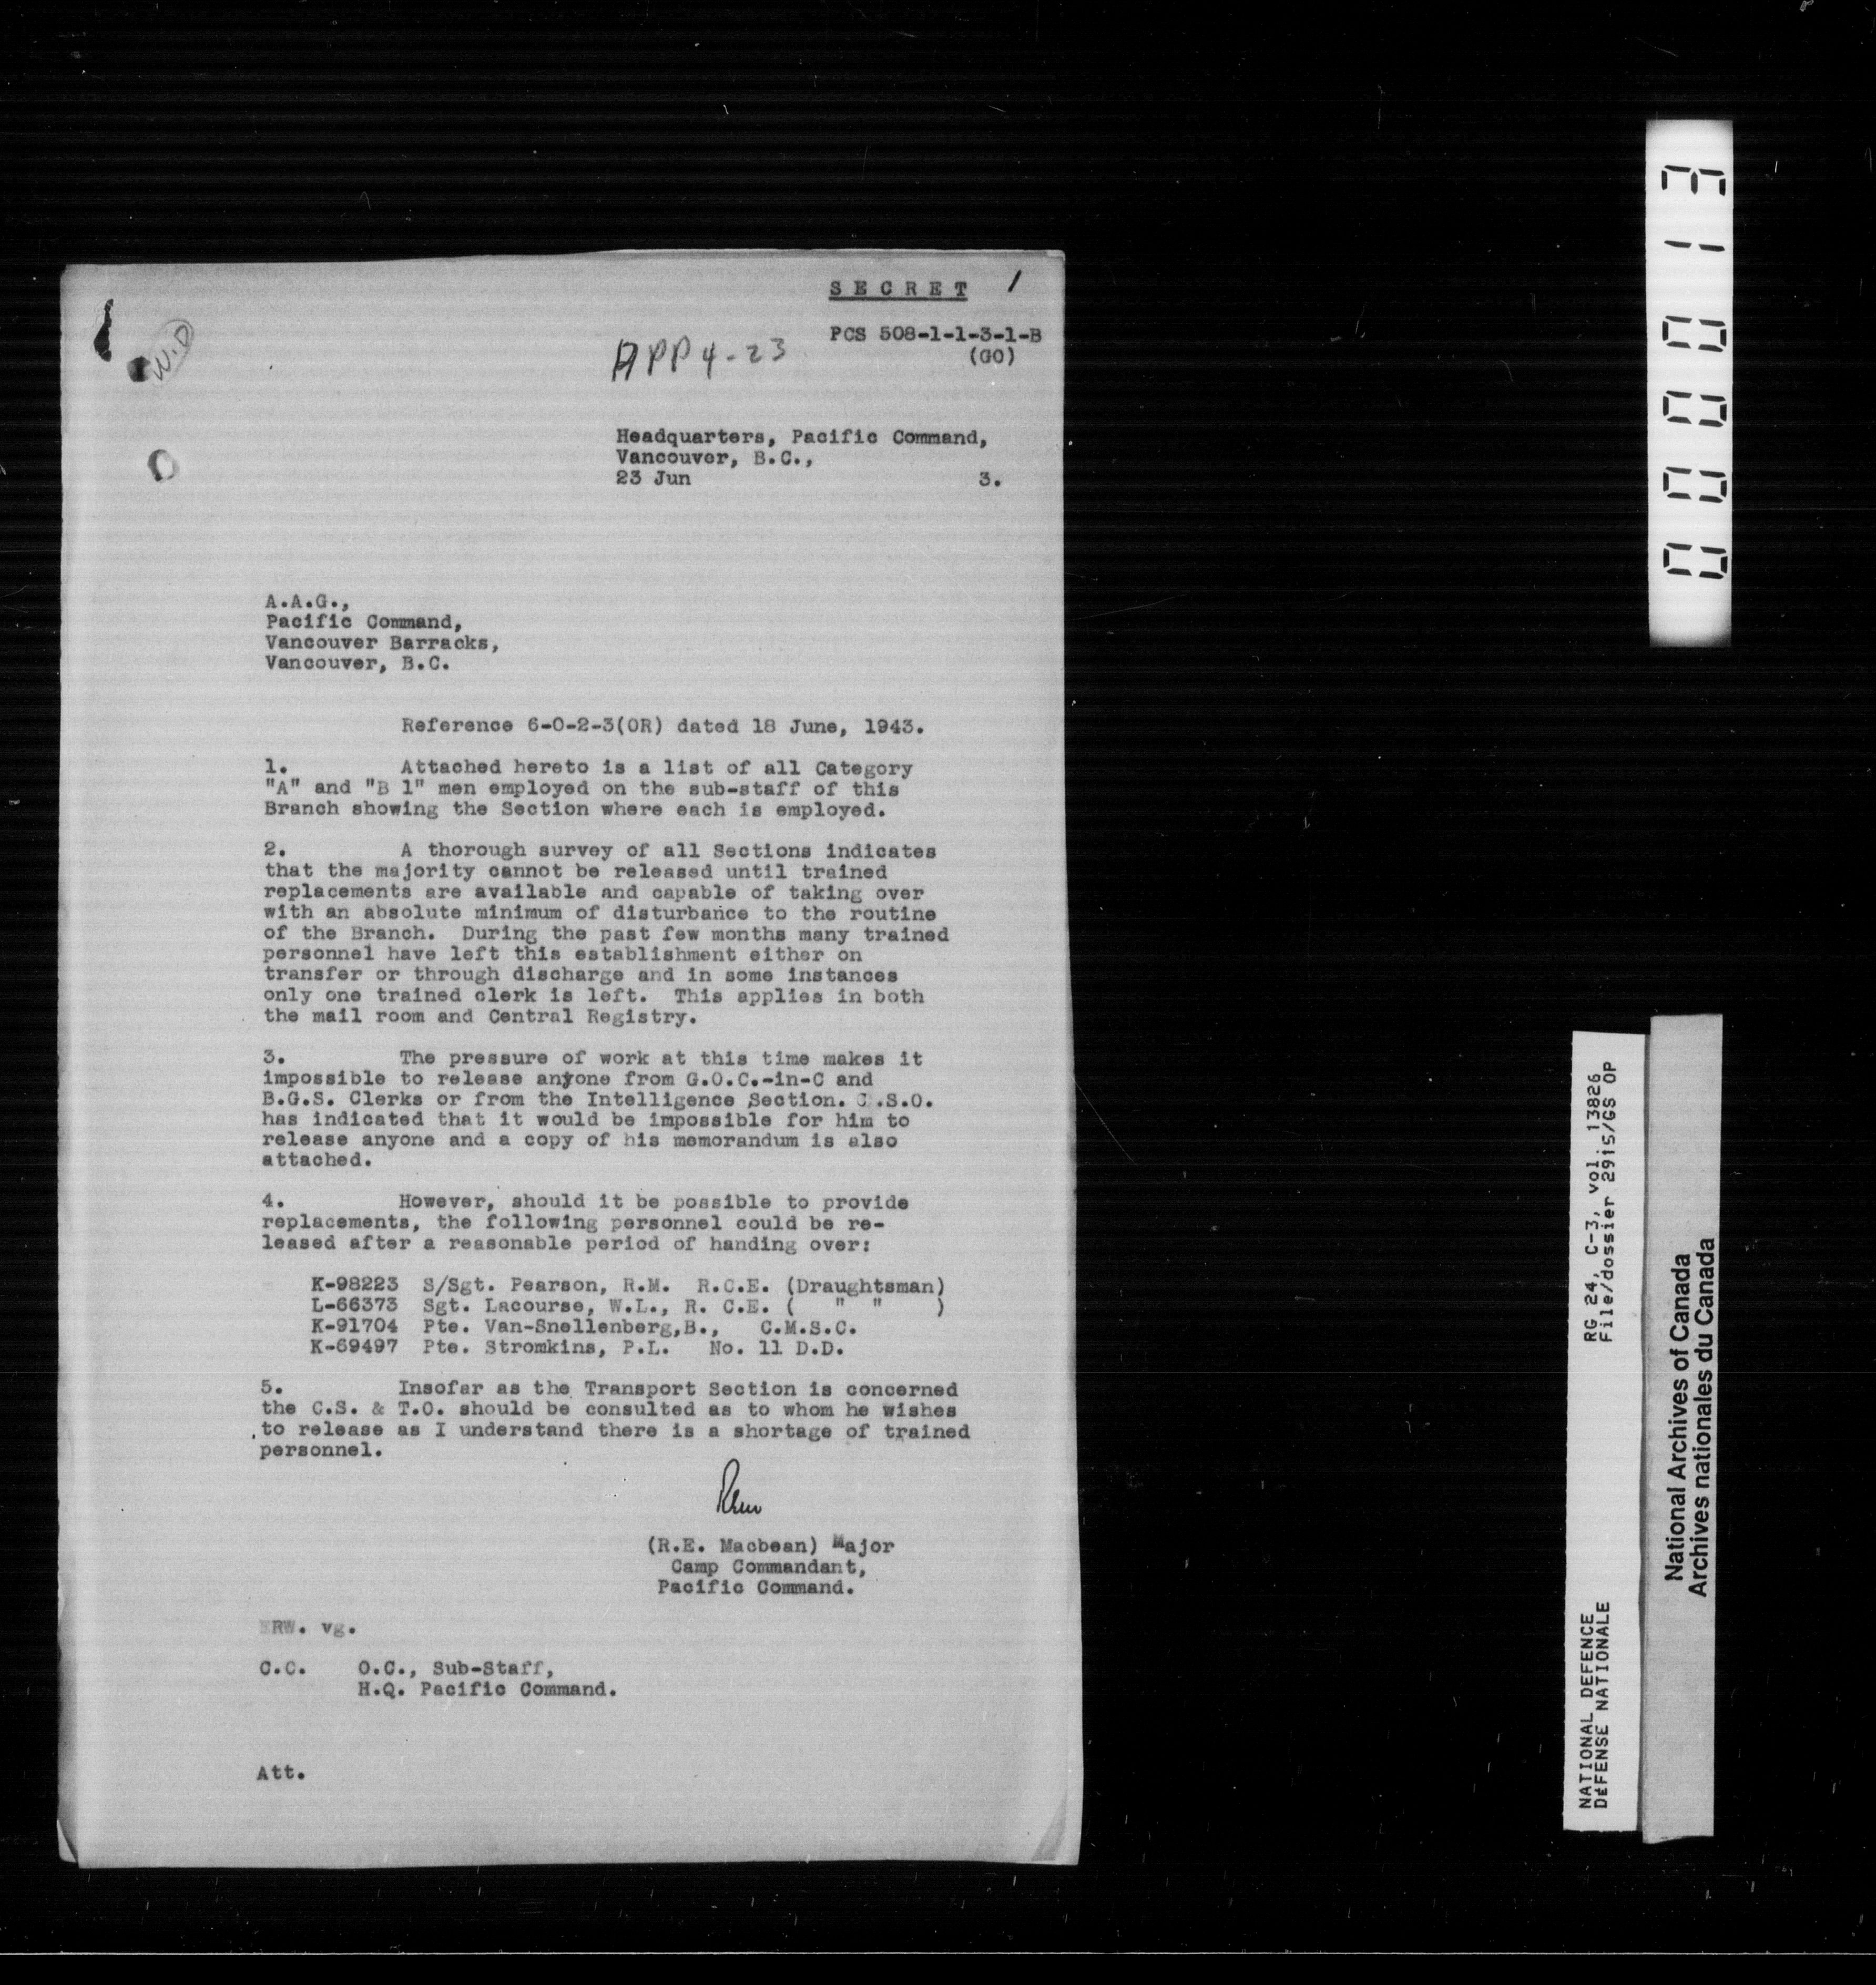 SECRET 1
PCS 508-1-1-3-1-B
(GO)
APP 4-23
W.D
Headquarters, Pacific Command,
Vancouver, B.C.,
23 Jun 3.
A.A.G.,
Pacific Command,
Vancouver Barracks,
Vancouver, B.C.
Reference 6-0-2-3(OR) dated 18 June, 1943.
1. Attached hereto is a list of all Category
"A" and "B 1" men employed on the sub-staff of this
Branch showing the Section where each is employed.
2. A thorough survey of all Sections indicates
that the majority cannot be released until trained
replacements are available and capable of taking over
with an absolute minimum of disturbance to the routine
of the Branch. During the past few months many trained
personnel have left this establishment either on
transfer or through discharge and in some instances
only one trained clerk is left. This applies in both
the mail room and Central Registry.
3. The pressure of work at this time makes it
impossible to release anyone from G.O.C.-in-C and
B.G.S. Clerks or from the Intelligence Section. C.S.O.
has indicated that it would be impossible for him to
release anyone and a copy of his memorandum is also
attached.
4. However, should it be possible to provide
replacements, the following personnel could be re-
leased after a reasonable period of handing over:
K-98223 S/Sgt. Pearson, R.M. R.C.E. (Draughtsman)
L-66373 Sgt. Lacourse, W.L., R. C.E. ( " " )
K-91704 Pte. Van-Snellenberg,B., C.M.S.C.
K-69497 Pte. Stromkins, P.L. No. 11 D.D.
5. Insofar as the Transport Section is concerned
the C.S. & T.O. should be consulted as to whom he wishes
to release as I understand there is a shortage of trained
personnel.
(R.E. Macbean) Major
Camp Commandant,
Pacific Command.
RW. vg.
C.C. O.C., Sub-Staff,
H.Q. Pacific Command.
Att.
000013
RG 24, C-3, vol. 13826
File/dossier 2915/GS OP
NATIONAL DEFENCE
DÉFENSE NATIONALE
National Archives of Canada
Archives nationales du Canada